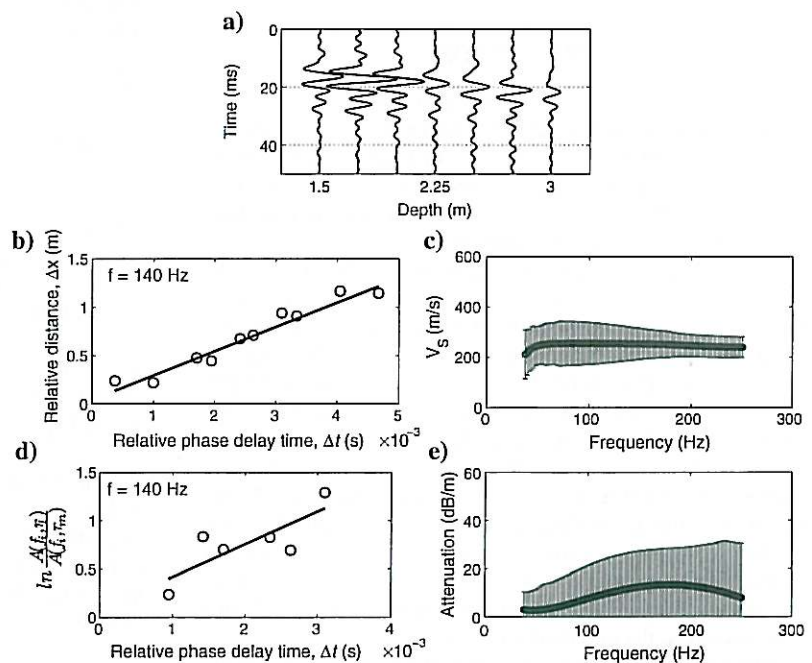 a)
0
20
40
Time (ms)
1.5
2.25
3
Depth (m)
b)
1.5
1
0.5
0
Relative distance, Δx (m)
f = 140 Hz
0
1
2
3
4
5
Relative phase delay time, Δt (s)
×10⁻³
c)
600
400
200
0
V_S (m/s)
0
100
200
300
Frequency (Hz)
d)
1.5
1
0.5
0
ln A(f_i,r_l)/A(f_i,r_m)
f = 140 Hz
1
2
3
4
Relative phase delay time, Δt (s)
×10⁻³
e)
60
40
20
0
Attenuation (dB/m)
0
100
200
300
Frequency (Hz)